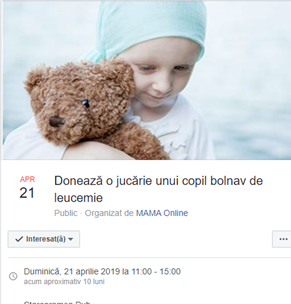 APR
21
Donează o jucărie unui copil bolnav de
leucemie
Public · Organizat de MAMA Online
Interesat(ă)
Duminică, 21 aprilie 2019 la 11:00 - 15:00
acum aproximativ 10 luni